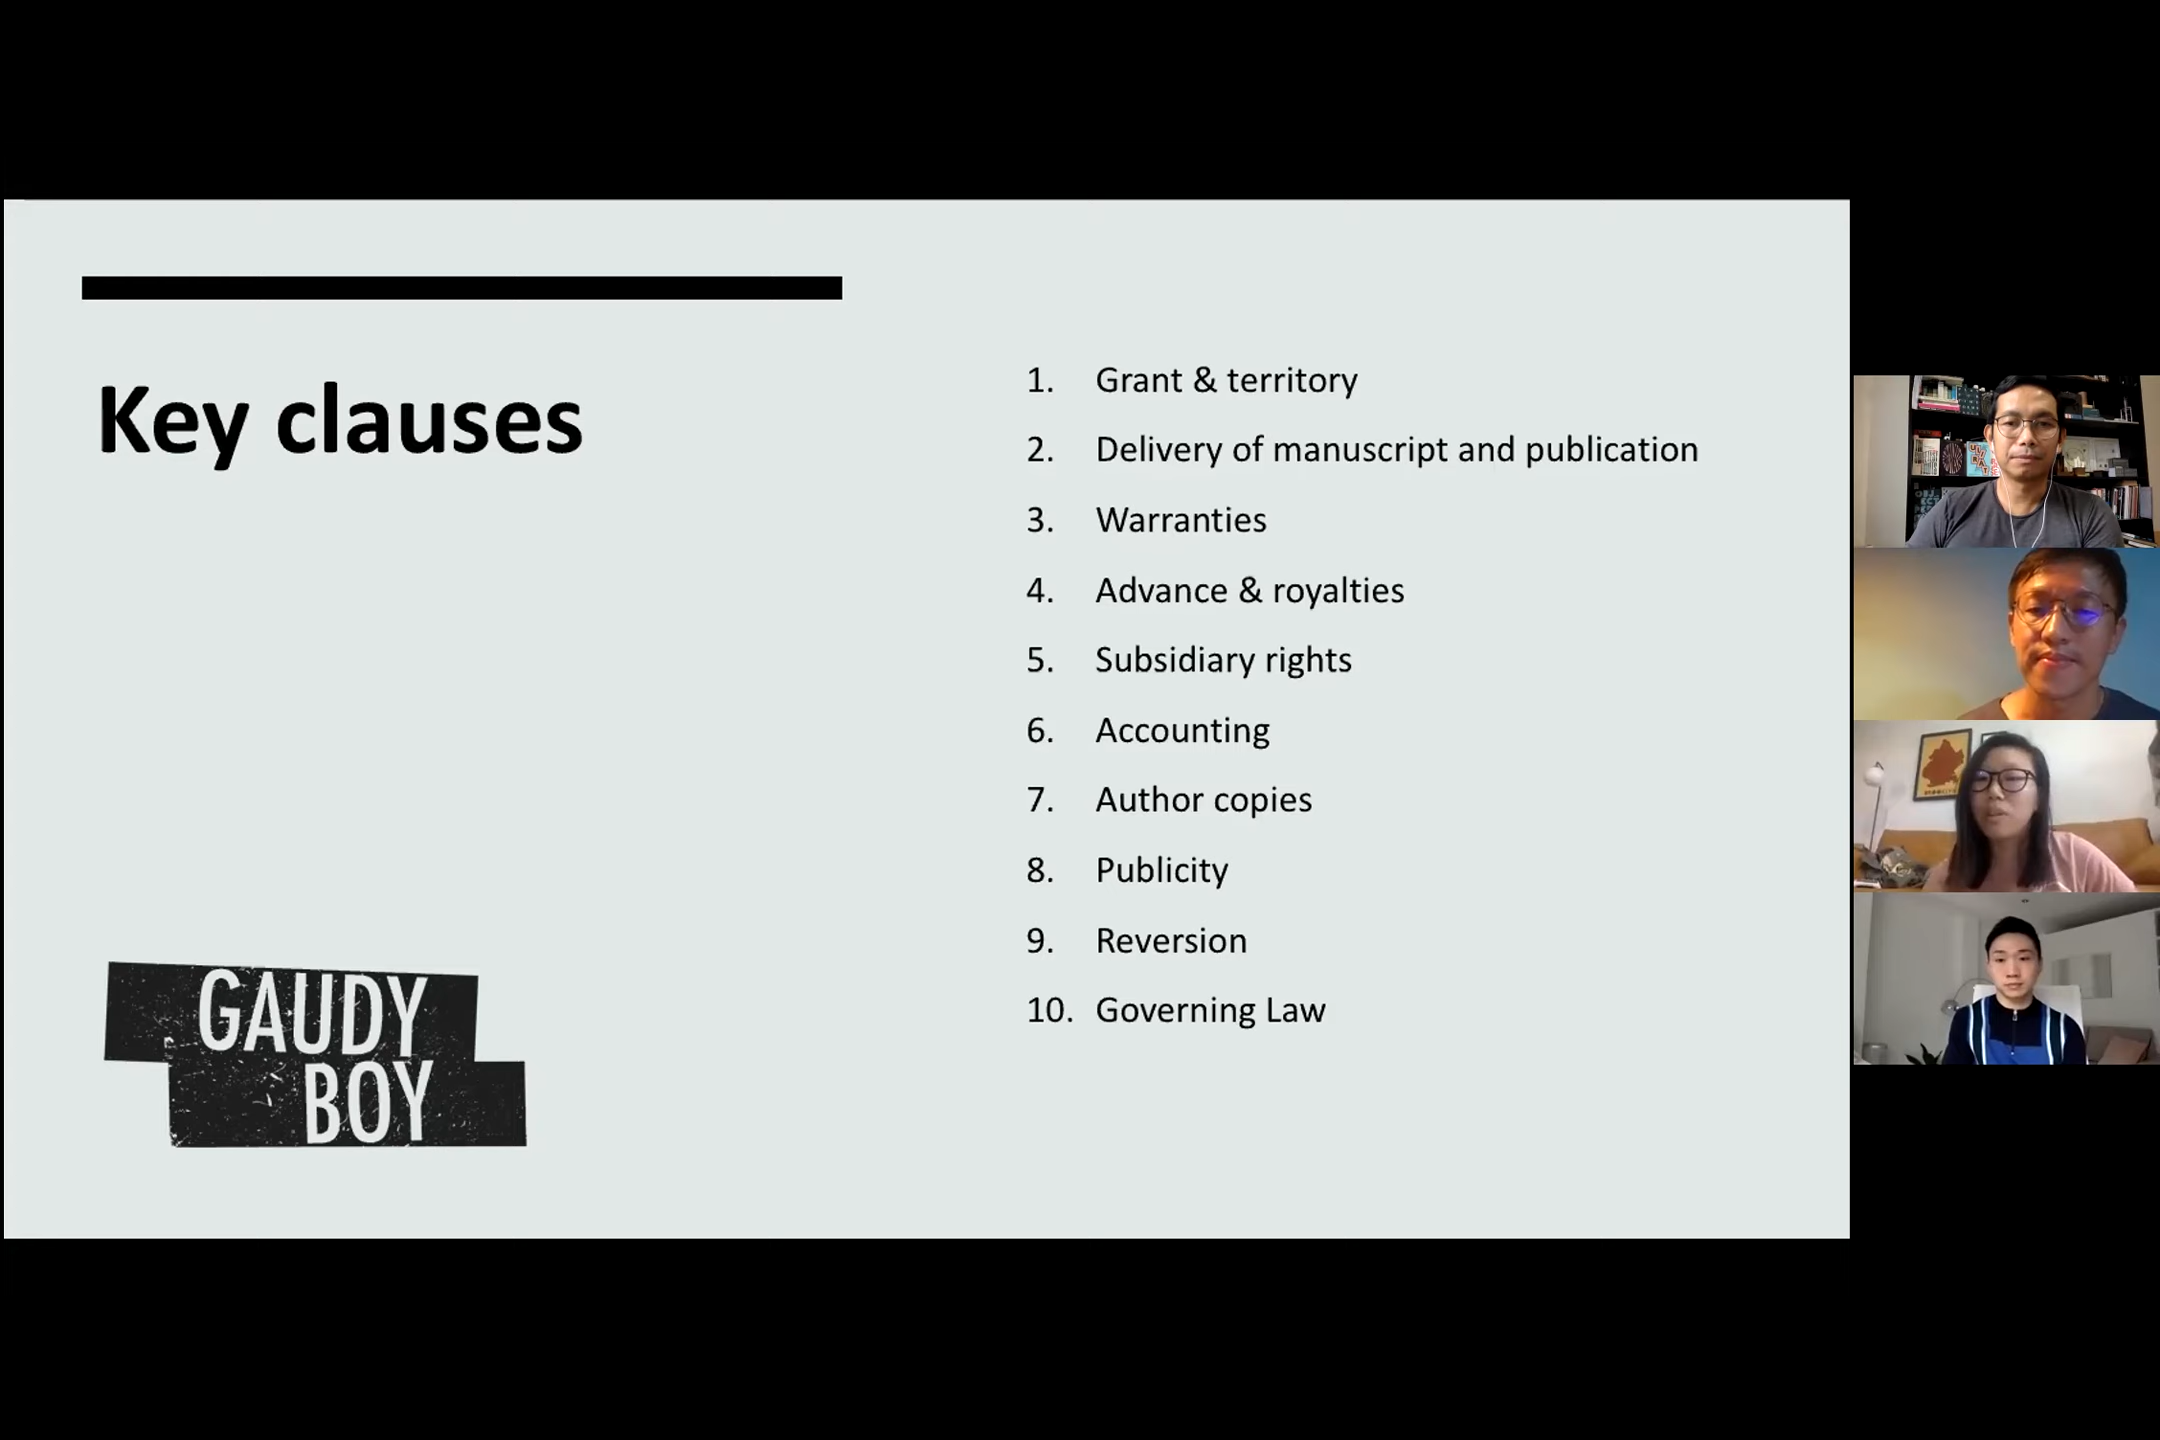 Key clauses
1. Grant & territory
2. Delivery of manuscript and publication
3. Warranties
4. Advance & royalties
5. Subsidiary rights
6. Accounting
7. Author copies
8. Publicity
9. Reversion
10. Governing Law
GAUDY
BOY